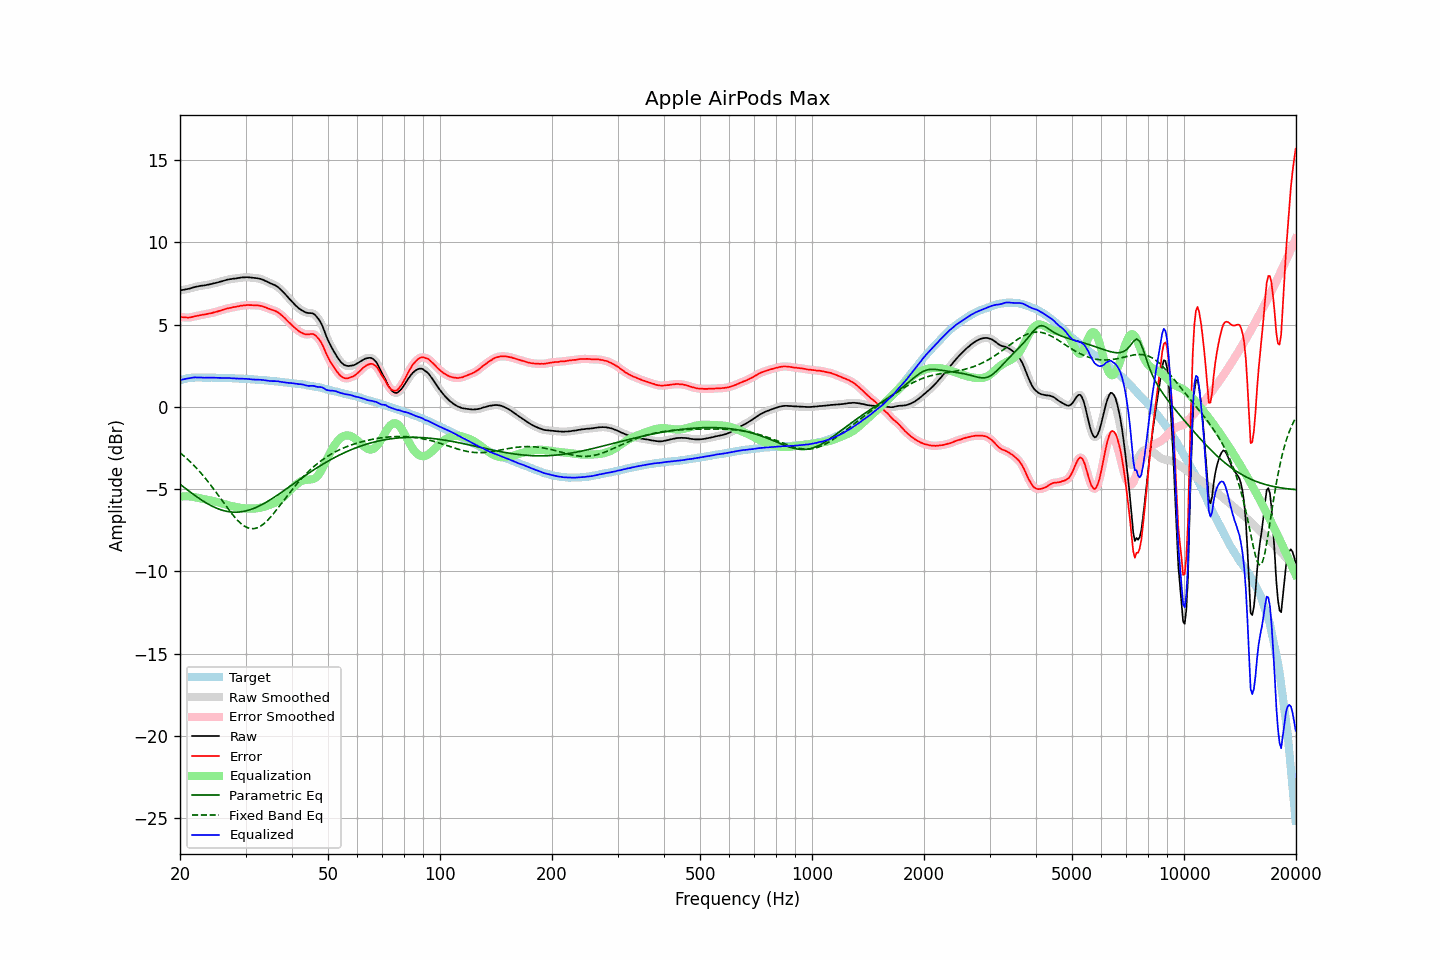 Apple AirPods Max
15
10
5
0
−5
−10
−15
−20
−25
Amplitude (dBr)
Target
Raw Smoothed
Error Smoothed
Raw
Error
Equalization
Parametric Eq
Fixed Band Eq
Equalized
20 50 100 200 500 1000 2000 5000 10000 20000
Frequency (Hz)